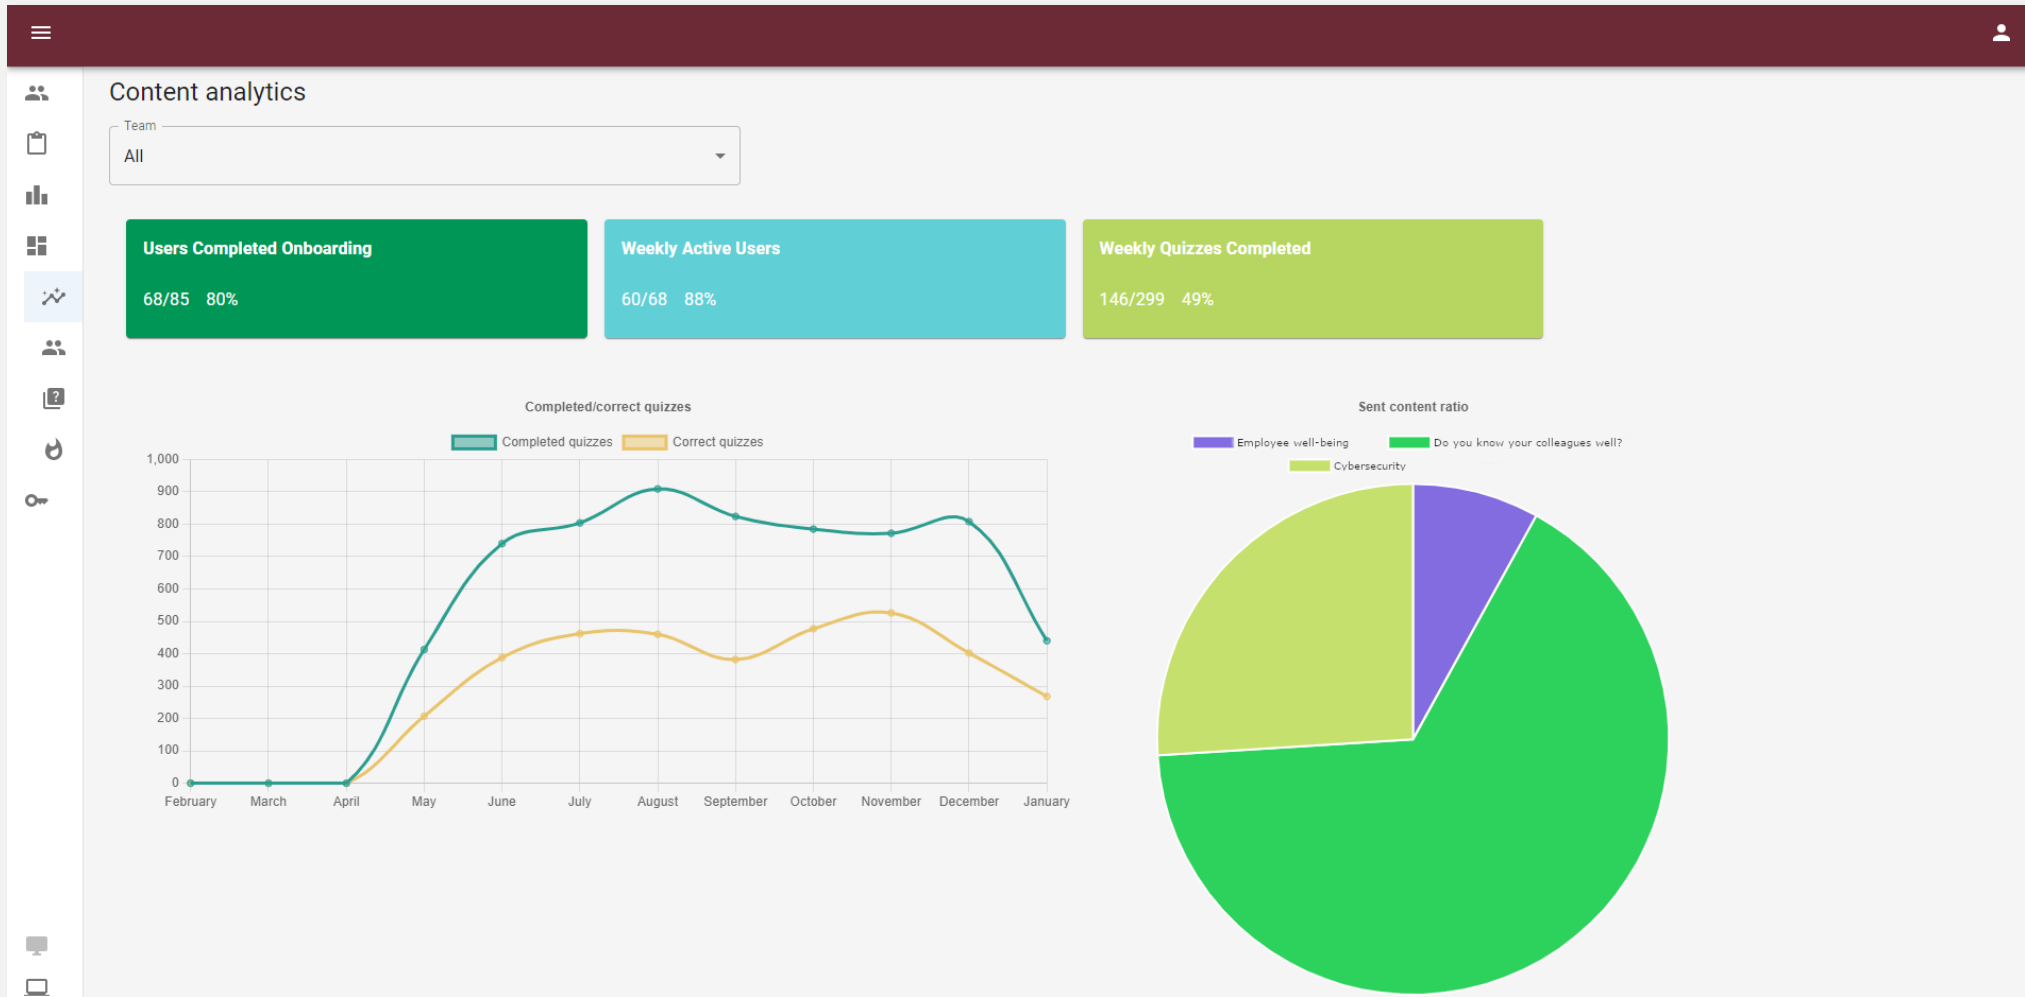 Content analytics
Team
All
Users Completed Onboarding
68/85 80%
Weekly Active Users
60/68 88%
Weekly Quizzes Completed
146/299 49%
Completed/correct quizzes
Completed quizzes Correct quizzes
1,000
900
800
700
600
500
400
300
200
100
0
February March April May June July August September October November December January
Sent content ratio
Employee well-being Do you know your colleagues well?
Cybersecurity